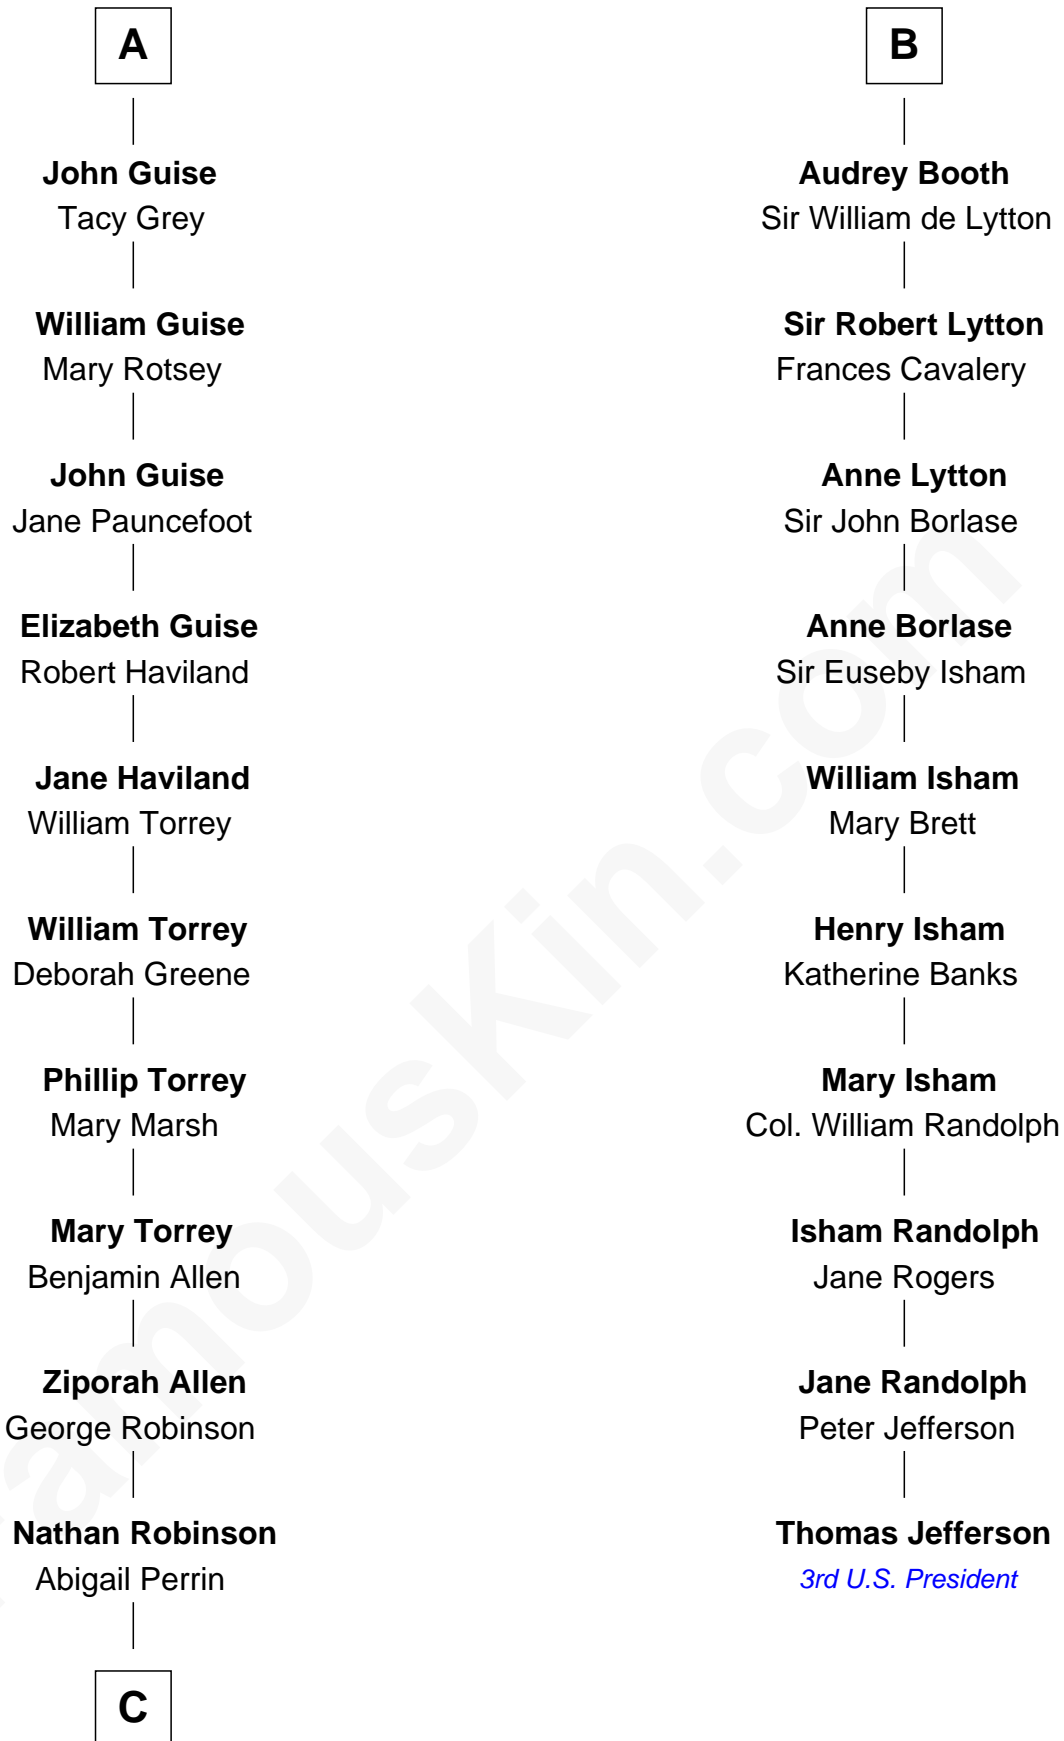 A
John Guise
Tacy Grey
William Guise
Mary Rotsey
John Guise
Jane Pauncefoot
Elizabeth Guise
Robert Haviland
Jane Haviland
William Torrey
William Torrey
Deborah Greene
Phillip Torrey
Mary Marsh
Mary Torrey
Benjamin Allen
Ziporah Allen
George Robinson
Nathan Robinson
Abigail Perrin
C
B
Audrey Booth
Sir William de Lytton
Sir Robert Lytton
Frances Cavalery
Anne Lytton
Sir John Borlase
Anne Borlase
Sir Euseby Isham
William Isham
Mary Brett
Henry Isham
Katherine Banks
Mary Isham
Col. William Randolph
Isham Randolph
Jane Rogers
Jane Randolph
Peter Jefferson
Thomas Jefferson
3rd U.S. President
FamousKin.com